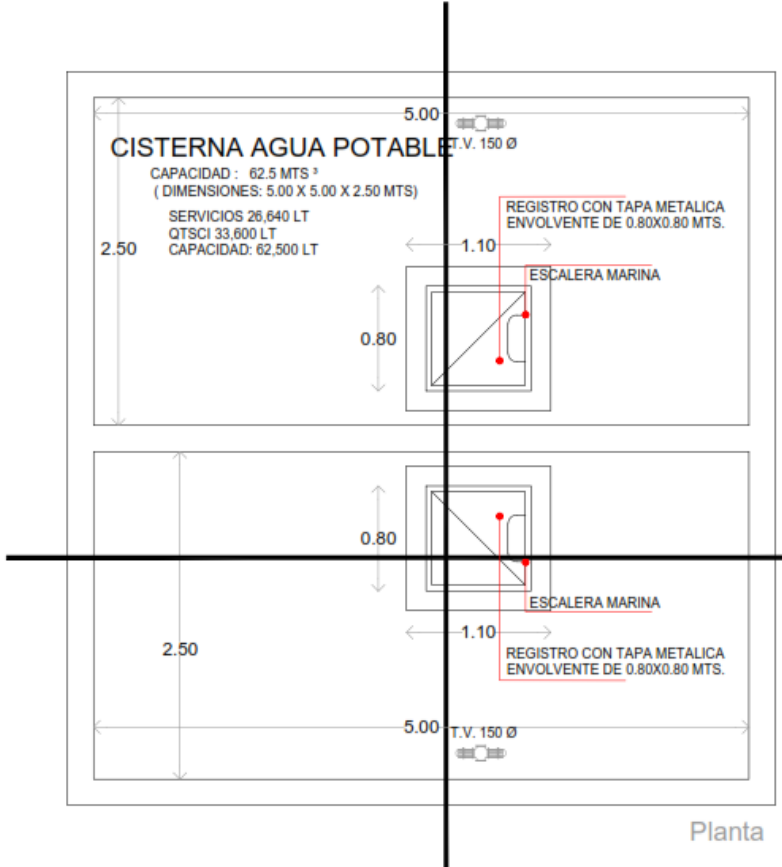 5.00
T.V. 150 Ø
CISTERNA AGUA POTABLE
CAPACIDAD : 62.5 MTS ³
( DIMENSIONES: 5.00 X 5.00 X 2.50 MTS)
SERVICIOS 26,640 LT
QTSCI 33,600 LT
CAPACIDAD: 62,500 LT
2.50
REGISTRO CON TAPA METALICA
ENVOLVENTE DE 0.80X0.80 MTS.
1.10
ESCALERA MARINA
0.80
0.80
ESCALERA MARINA
1.10
2.50
REGISTRO CON TAPA METALICA
ENVOLVENTE DE 0.80X0.80 MTS.
5.00
T.V. 150 Ø
Planta